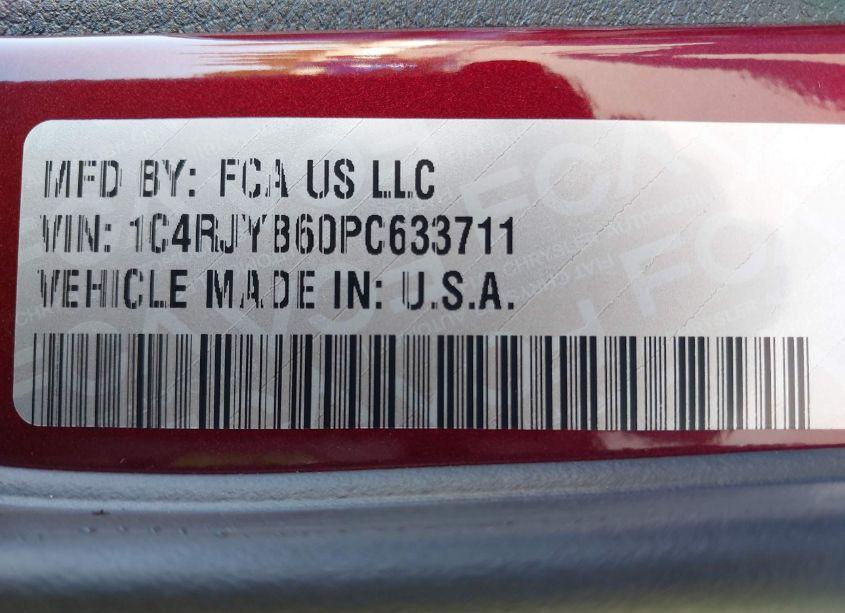 MFD BY: FCA US LLC
VIN: 1C4RJYB60PC633711
VEHICLE MADE IN: U.S.A.